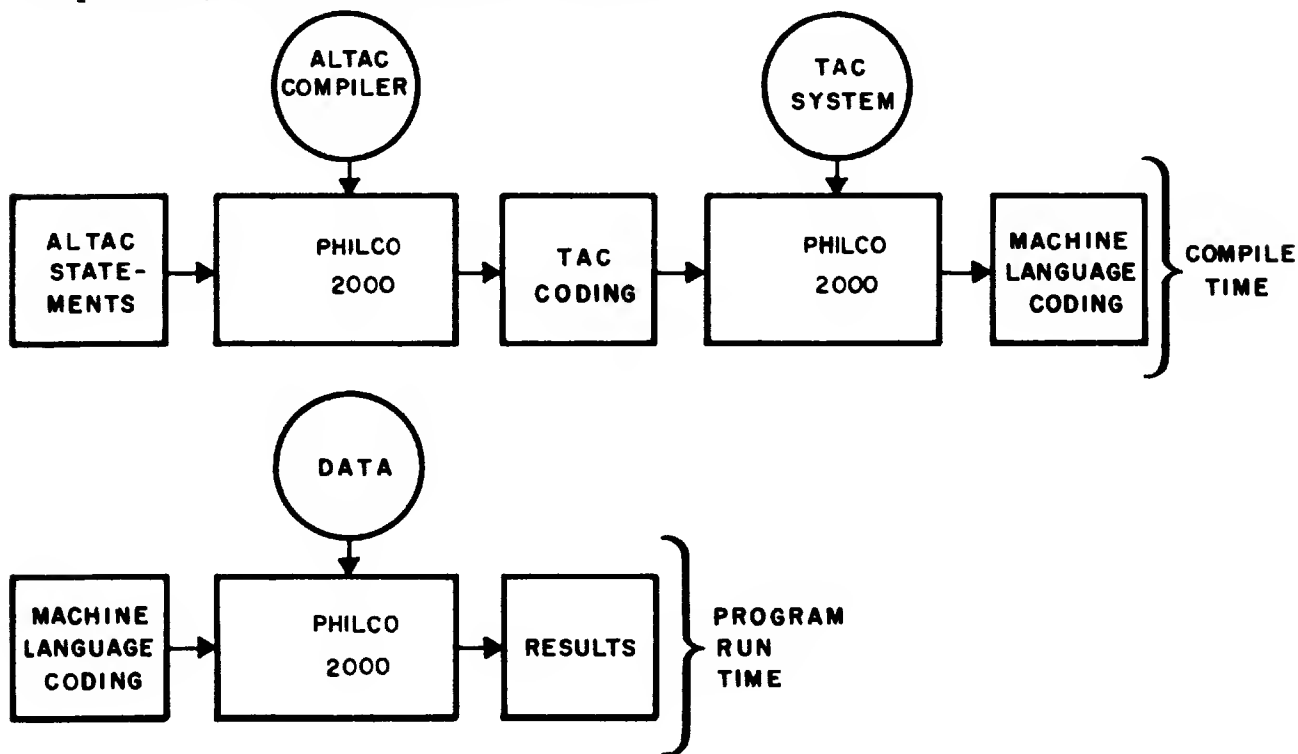 ALTAC
COMPILER
TAC
SYSTEM
ALTAC
STATE-
MENTS
PHILCO
2000
TAC
CODING
PHILCO
2000
MACHINE
LANGUAGE
CODING
COMPILE
TIME
DATA
MACHINE
LANGUAGE
CODING
PHILCO
2000
RESULTS
PROGRAM
RUN
TIME